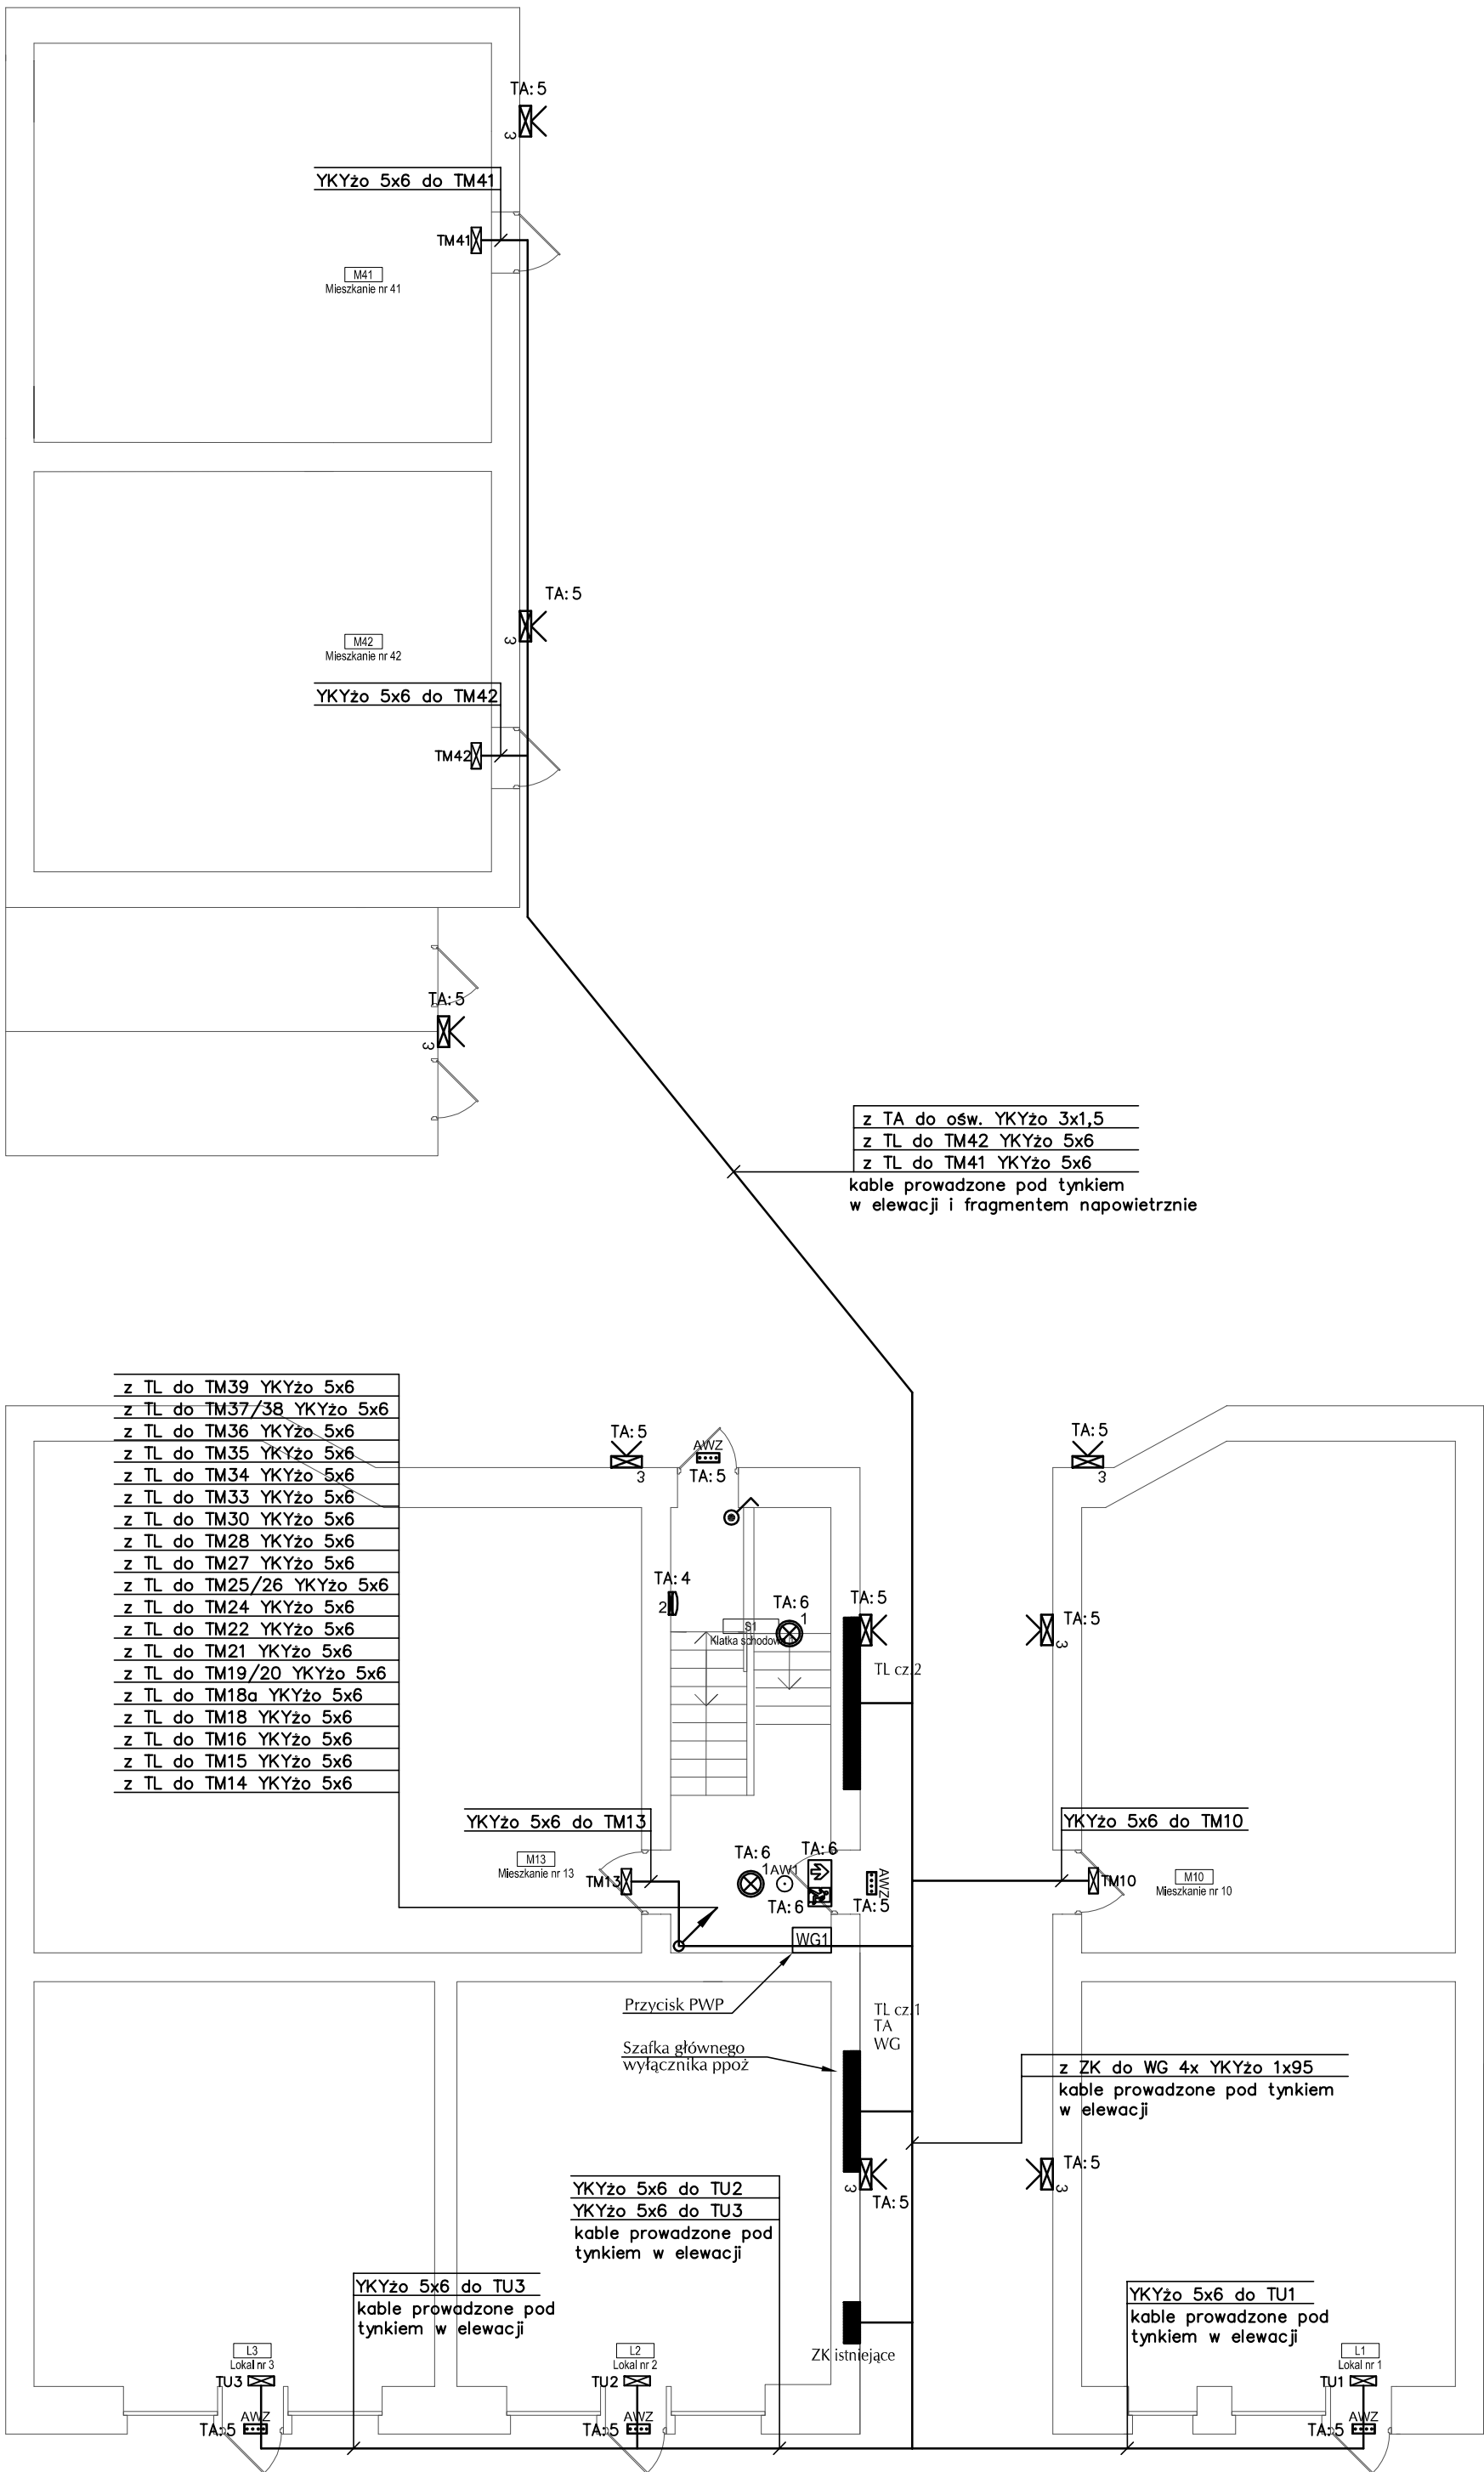 TA:5
3
YKYżo 5x6 do TM41
TM41
M41
Mieszkanie nr 41
TA:5
3
M42
Mieszkanie nr 42
YKYżo 5x6 do TM42
TM42
TA:5
3
z TA do ośw. YKYżo 3x1,5
z TL do TM42 YKYżo 5x6
z TL do TM41 YKYżo 5x6
kable prowadzone pod tynkiem
w elewacji i fragmentem napowietrznie
z TL do TM39 YKYżo 5x6
z TL do TM37/38 YKYżo 5x6
z TL do TM36 YKYżo 5x6
z TL do TM35 YKYżo 5x6
z TL do TM34 YKYżo 5x6
z TL do TM33 YKYżo 5x6
z TL do TM30 YKYżo 5x6
z TL do TM28 YKYżo 5x6
z TL do TM27 YKYżo 5x6
z TL do TM25/26 YKYżo 5x6
z TL do TM24 YKYżo 5x6
z TL do TM22 YKYżo 5x6
z TL do TM21 YKYżo 5x6
z TL do TM19/20 YKYżo 5x6
z TL do TM18a YKYżo 5x6
z TL do TM18 YKYżo 5x6
z TL do TM16 YKYżo 5x6
z TL do TM15 YKYżo 5x6
z TL do TM14 YKYżo 5x6
TA:5
3
AWZ
TA:5
TA:5
3
TA:4
2
TA:6
1
S1
Klatka schodowa
TA:5
TL cz.2
TA:5
3
YKYżo 5x6 do TM13
M13
Mieszkanie nr 13
TM13
TA:6
1
AW1
TA:6
TA:6
AWZ
TA:5
YKYżo 5x6 do TM10
TM10
M10
Mieszkanie nr 10
WG1
Przycisk PWP
Szafka głównego
wyłącznika ppoż
TL cz.1
TA
WG
z ZK do WG 4x YKYżo 1x95
kable prowadzone pod tynkiem
w elewacji
3
TA:5
TA:5
3
YKYżo 5x6 do TU2
YKYżo 5x6 do TU3
kable prowadzone pod
tynkiem w elewacji
YKYżo 5x6 do TU3
kable prowadzone pod
tynkiem w elewacji
YKYżo 5x6 do TU1
kable prowadzone pod
tynkiem w elewacji
ZK istniejące
L3
Lokal nr 3
TU3
AWZ
TA:5
L2
Lokal nr 2
TU2
AWZ
TA:5
L1
Lokal nr 1
TU1
AWZ
TA:5